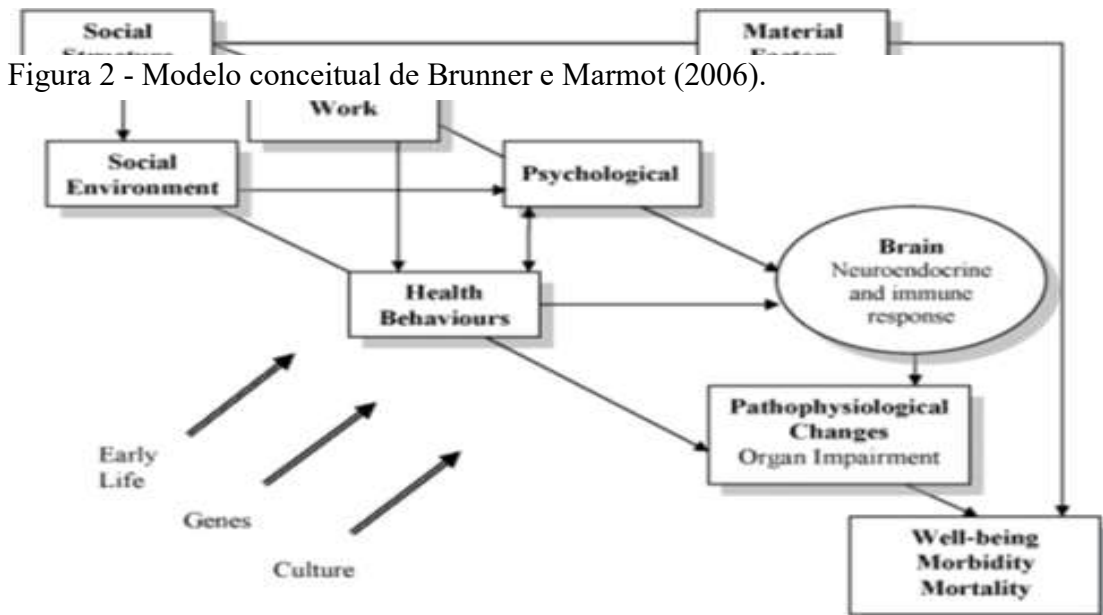 Social
Material
Figura 2 - Modelo conceitual de Brunner e Marmot (2006).
Work
Social
Environment
Psychological
Brain
Neuroendocrine
and immune
response
Health
Behaviours
Pathophysiological
Changes
Organ Impairment
Early
Life
Genes
Culture
Well-being
Morbidity
Mortality